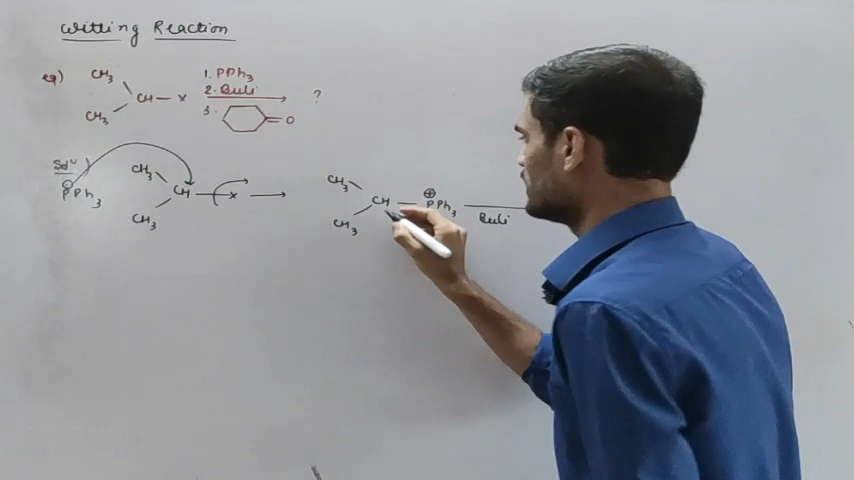 Witting Reaction
eg) CH3 CH3 CH — X
1. PPh3
2. BuLi
3. =O
?
Sol^n)
PPh3 CH3 CH3 CH — X ⟶ CH3 CH3 CH — ⊕PPh3 BuLi